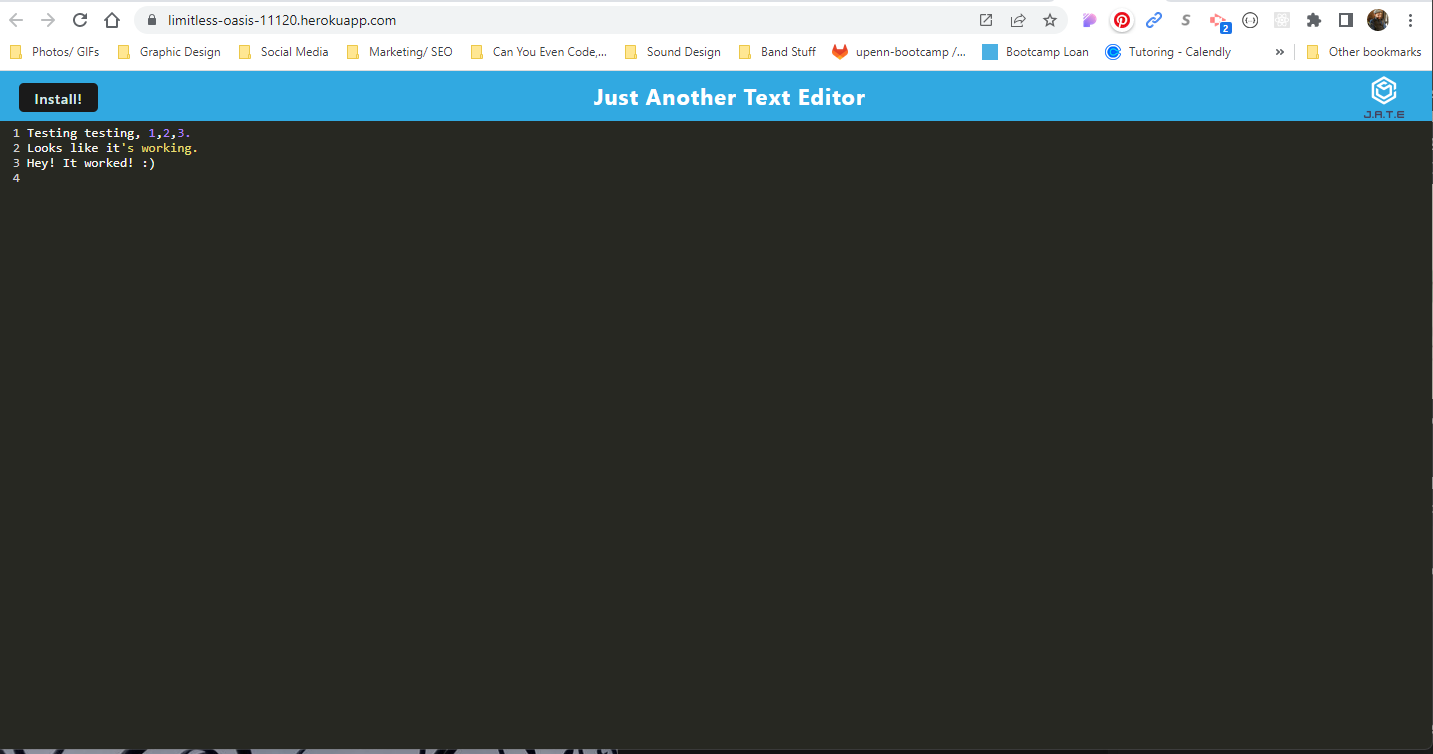 limitless-oasis-11120.herokuapp.com
2
Photos/ GIFs Graphic Design Social Media Marketing/ SEO Can You Even Code,... Sound Design Band Stuff upenn-bootcamp /... Bootcamp Loan Tutoring - Calendly » Other bookmarks
Install! Just Another Text Editor
J.A.T.E
1 Testing testing, 1,2,3.
2 Looks like it's working.
3 Hey! It worked! :)
4